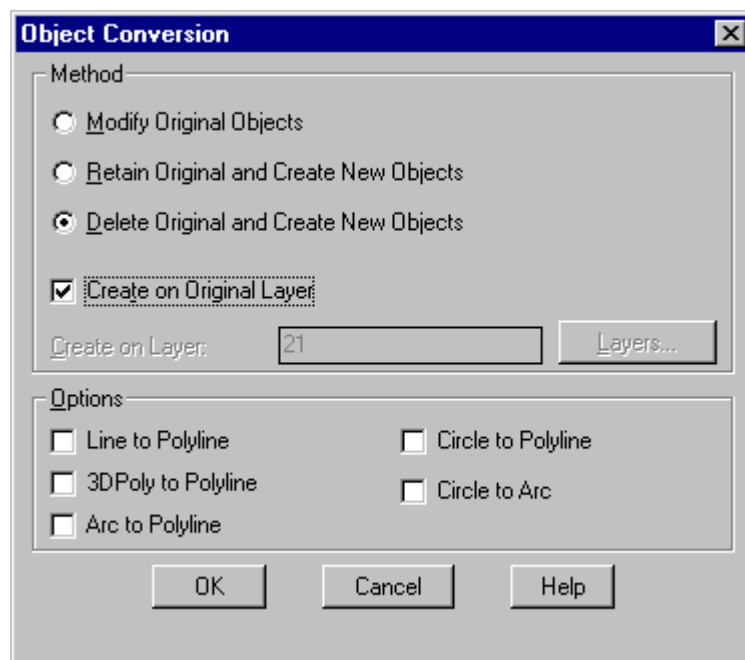 Object Conversion
Method
Modify Original Objects
Retain Original and Create New Objects
Delete Original and Create New Objects
Create on Original Layer
Create on Layer: 21 Layers...
Options
Line to Polyline Circle to Polyline
3DPoly to Polyline Circle to Arc
Arc to Polyline
OK Cancel Help